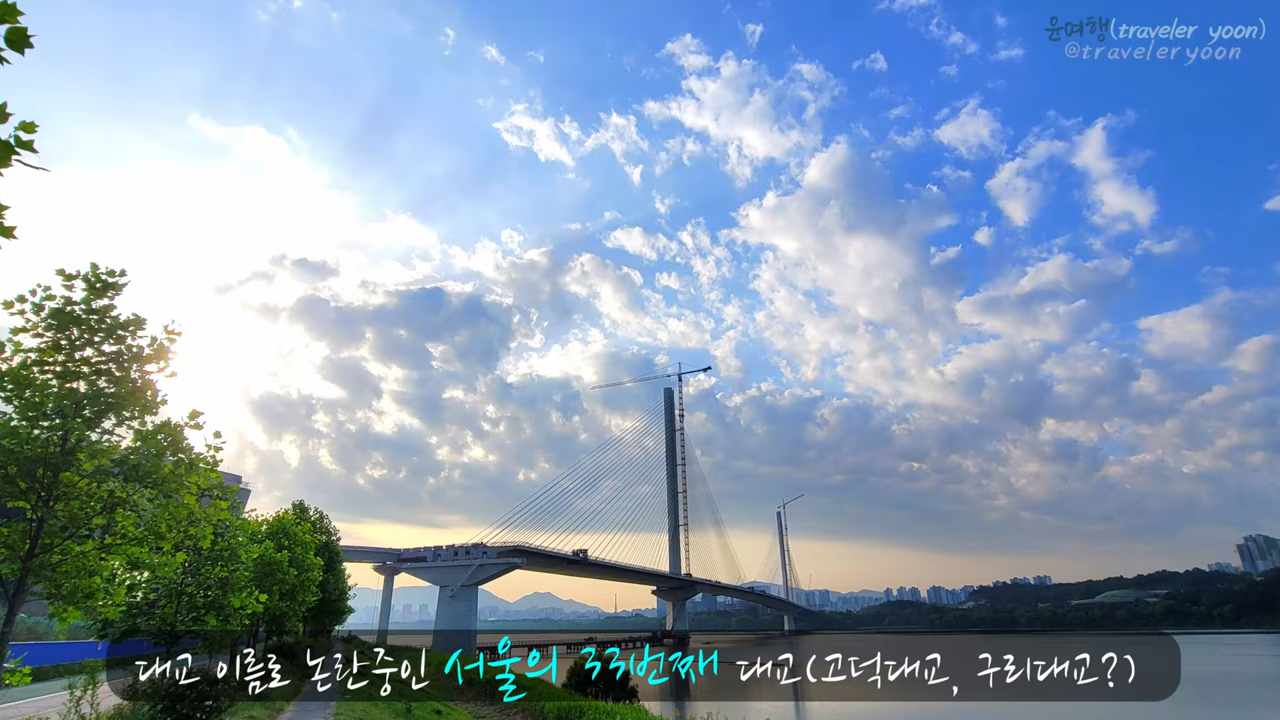 윤여행(traveler yoon)
@traveleryoon
대교 이름로 논란중인 서울의 33번째 대교(고덕대교, 구리대교?)